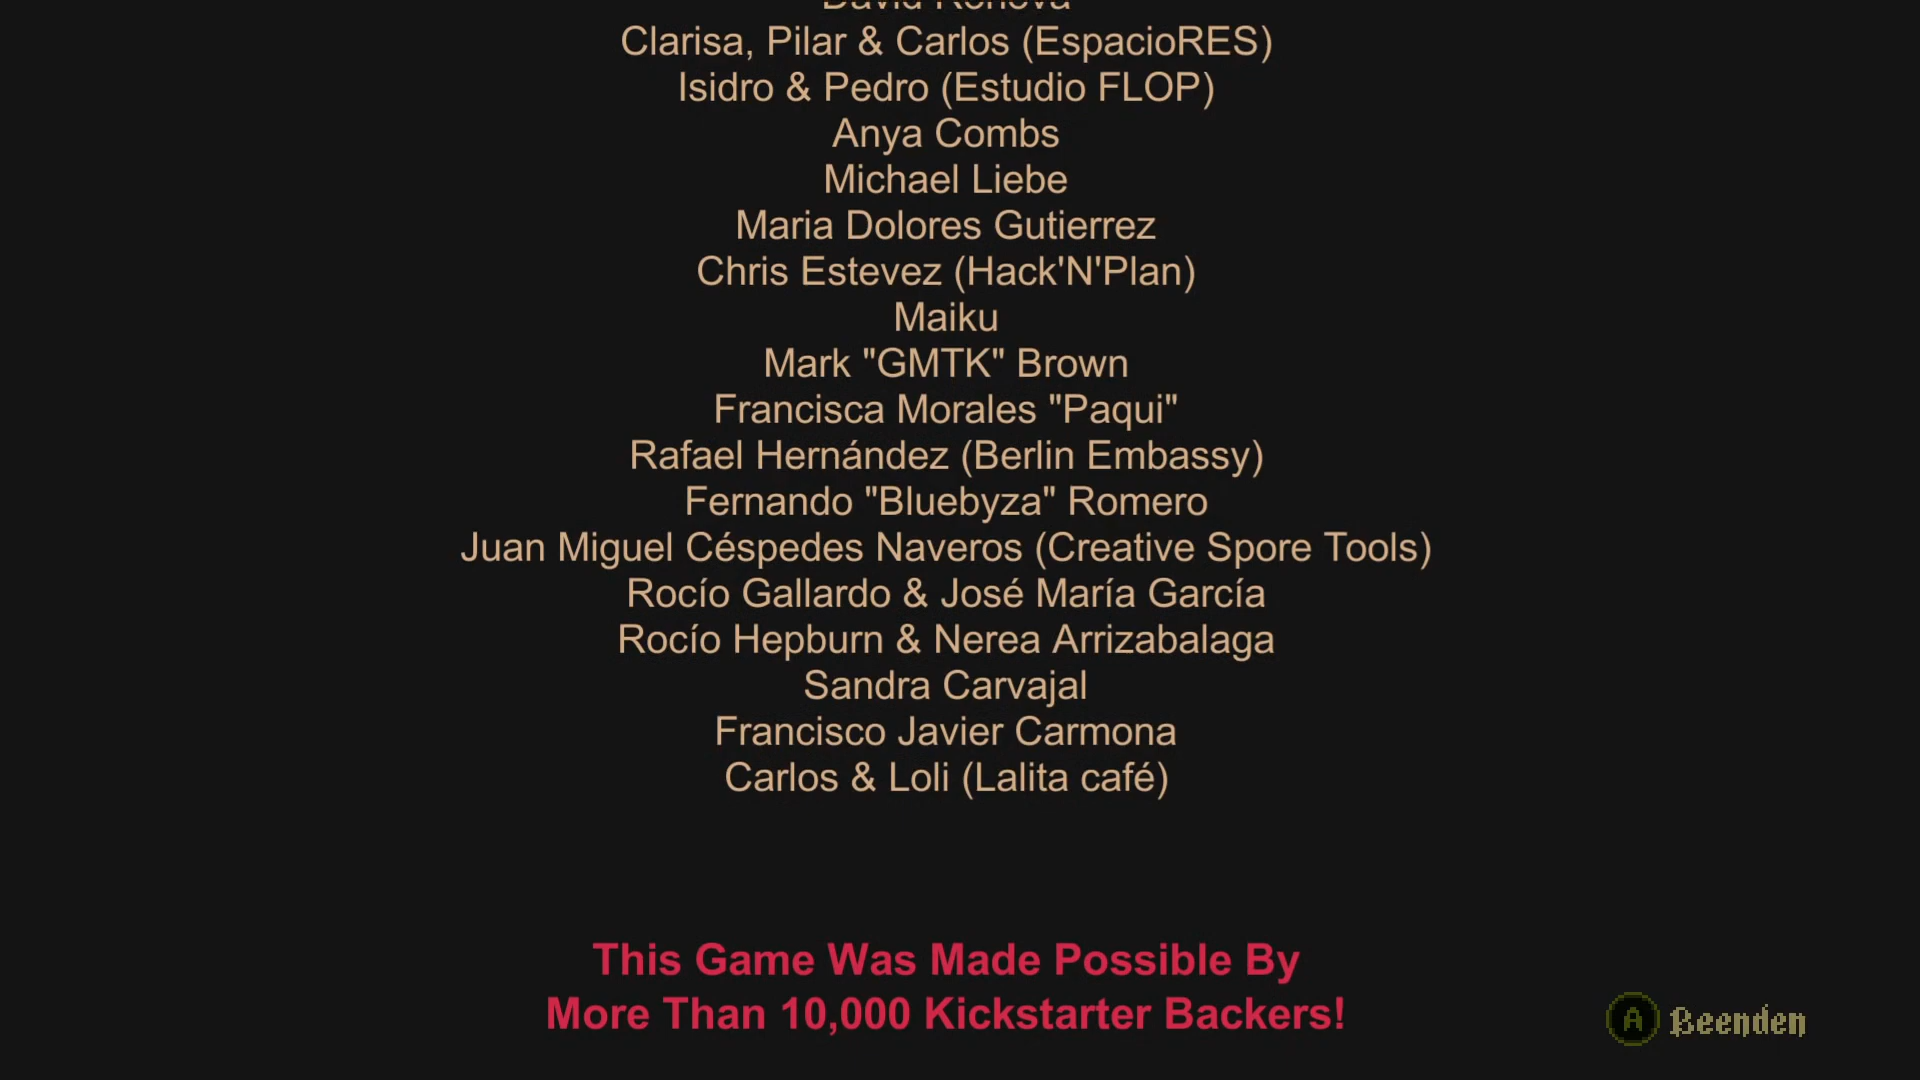 Clarisa, Pilar & Carlos (EspacioRES)
Isidro & Pedro (Estudio FLOP)
Anya Combs
Michael Liebe
Maria Dolores Gutierrez
Chris Estevez (Hack'N'Plan)
Maiku
Mark "GMTK" Brown
Francisca Morales "Paqui"
Rafael Hernández (Berlin Embassy)
Fernando "Bluebyza" Romero
Juan Miguel Céspedes Naveros (Creative Spore Tools)
Rocío Gallardo & José María García
Rocío Hepburn & Nerea Arrizabalaga
Sandra Carvajal
Francisco Javier Carmona
Carlos & Loli (Lalita café)
This Game Was Made Possible By
More Than 10,000 Kickstarter Backers!
A Beenden